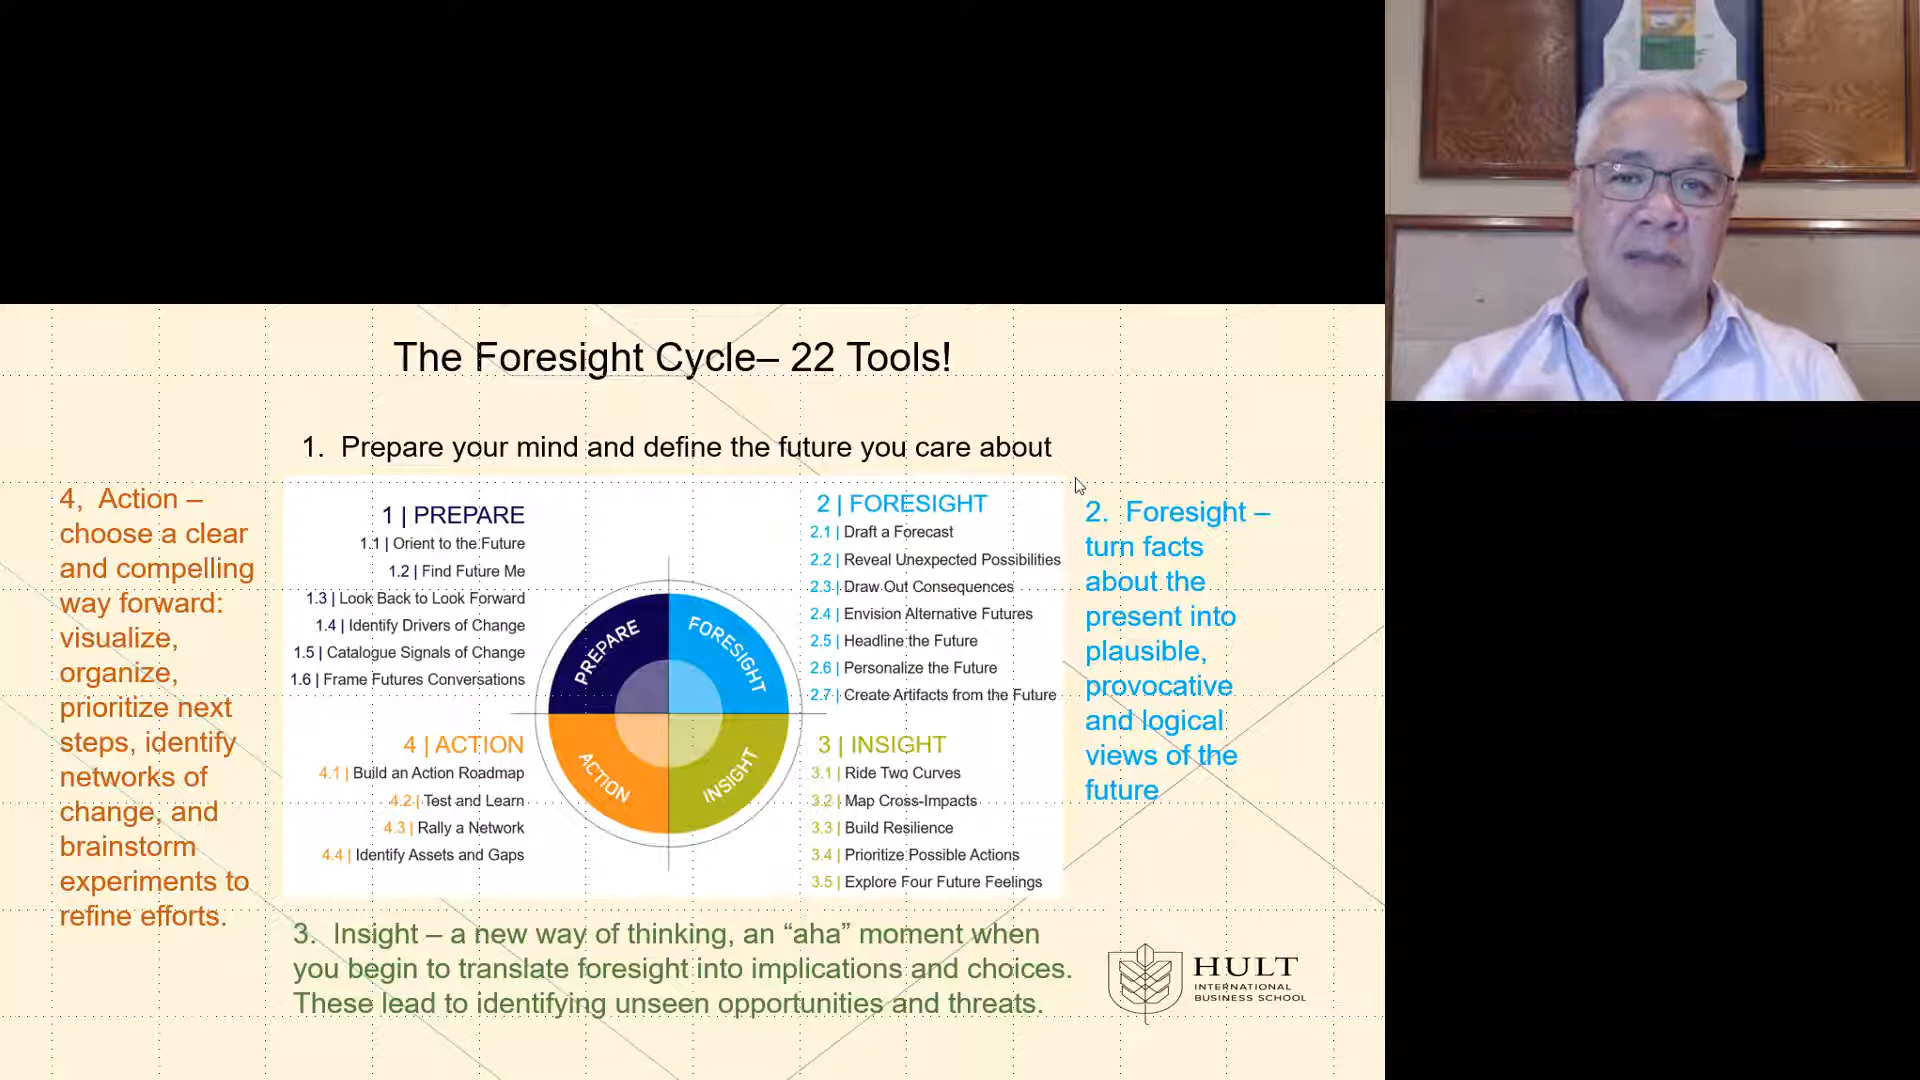 The Foresight Cycle– 22 Tools!
1. Prepare your mind and define the future you care about
4, Action –
choose a clear
and compelling
way forward:
visualize,
organize,
prioritize next
steps, identify
networks of
change, and
brainstorm
experiments to
refine efforts.
1 | PREPARE
1.1 | Orient to the Future
1.2 | Find Future Me
1.3 | Look Back to Look Forward
1.4 | Identify Drivers of Change
1.5 | Catalogue Signals of Change
1.6 | Frame Futures Conversations
4 | ACTION
4.1 | Build an Action Roadmap
4.2 | Test and Learn
4.3 | Rally a Network
4.4 | Identify Assets and Gaps
PREPARE
FORESIGHT
ACTION
INSIGHT
2 | FORESIGHT
2.1 | Draft a Forecast
2.2 | Reveal Unexpected Possibilities
2.3 | Draw Out Consequences
2.4 | Envision Alternative Futures
2.5 | Headline the Future
2.6 | Personalize the Future
2.7 | Create Artifacts from the Future
3 | INSIGHT
3.1 | Ride Two Curves
3.2 | Map Cross-Impacts
3.3 | Build Resilience
3.4 | Prioritize Possible Actions
3.5 | Explore Four Future Feelings
2. Foresight –
turn facts
about the
present into
plausible,
provocative
and logical
views of the
future
3. Insight – a new way of thinking, an “aha” moment when
you begin to translate foresight into implications and choices.
These lead to identifying unseen opportunities and threats.
HULT
INTERNATIONAL
BUSINESS SCHOOL